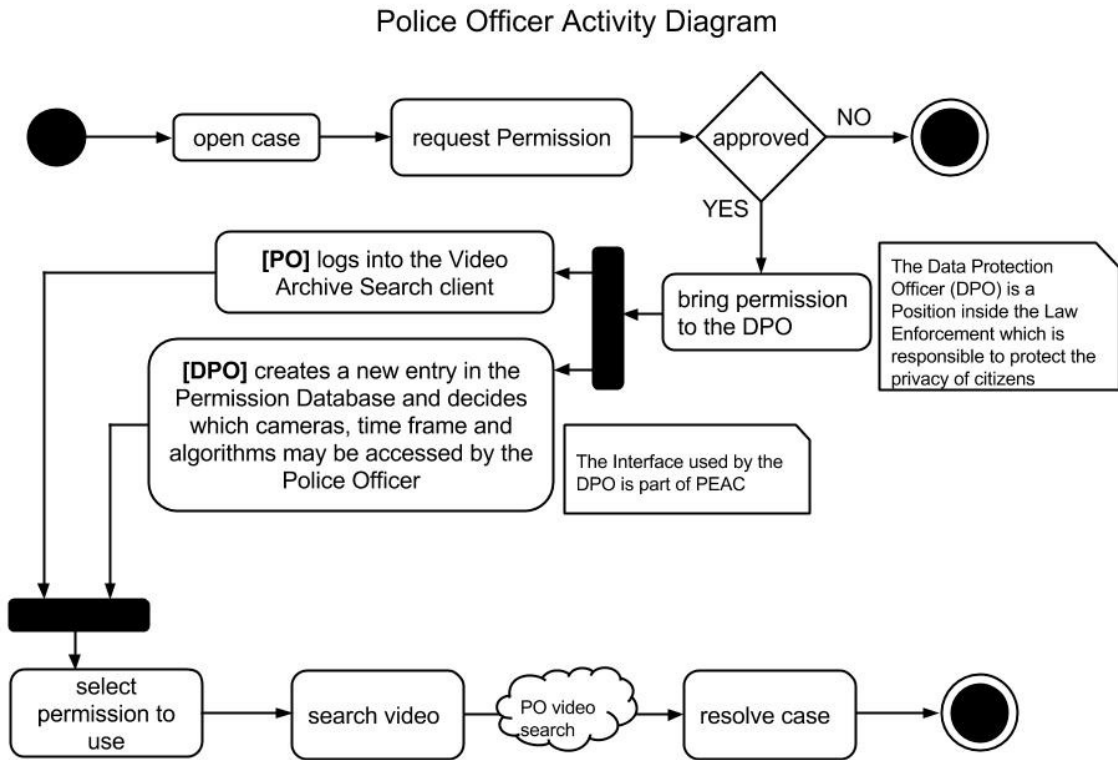 Police Officer Activity Diagram
open case
request Permission
approved
NO
YES
[PO] logs into the Video
Archive Search client
bring permission
to the DPO
The Data Protection
Officer (DPO) is a
Position inside the Law
Enforcement which is
responsible to protect the
privacy of citizens
[DPO] creates a new entry in the
Permission Database and decides
which cameras, time frame and
algorithms may be accessed by the
Police Officer
The Interface used by the
DPO is part of PEAC
select
permission to
use
search video
PO video
search
resolve case